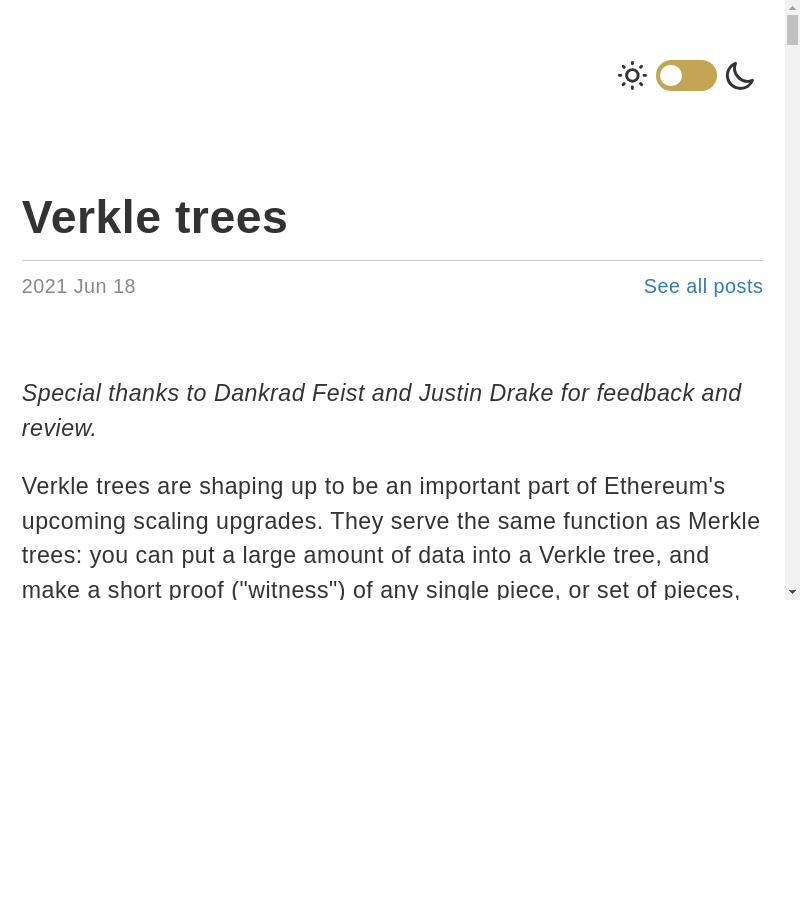 Verkle trees
2021 Jun 18
See all posts
Special thanks to Dankrad Feist and Justin Drake for feedback and
review.
Verkle trees are shaping up to be an important part of Ethereum's
upcoming scaling upgrades. They serve the same function as Merkle
trees: you can put a large amount of data into a Verkle tree, and
make a short proof ("witness") of any single piece, or set of pieces,